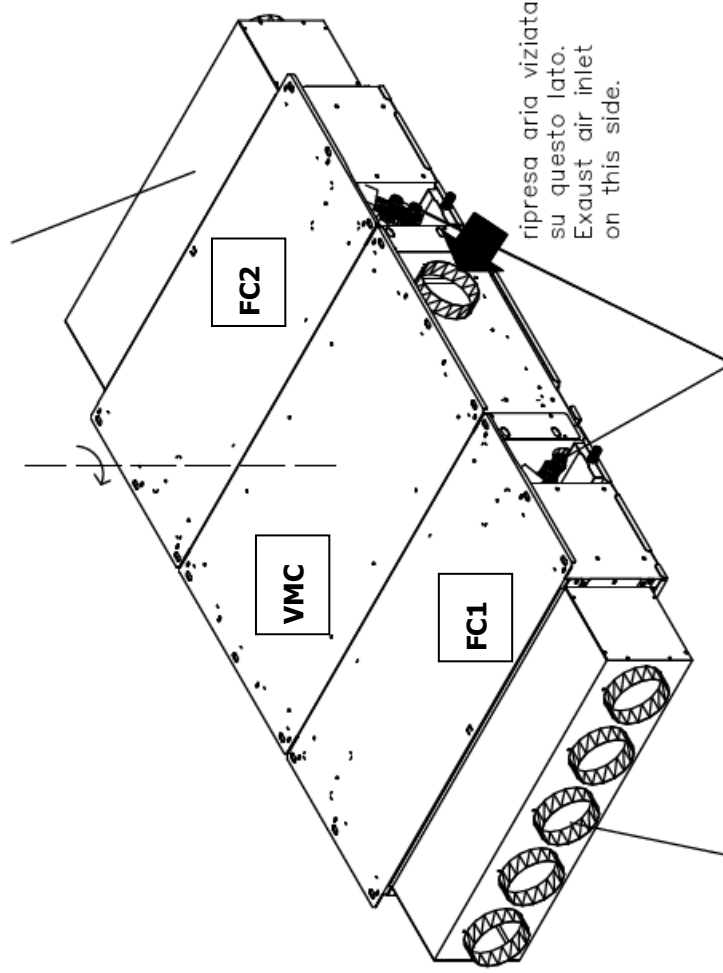 FC2
VMC
FC1
ripresa aria viziata
su questo lato.
Exaust air inlet
on this side.